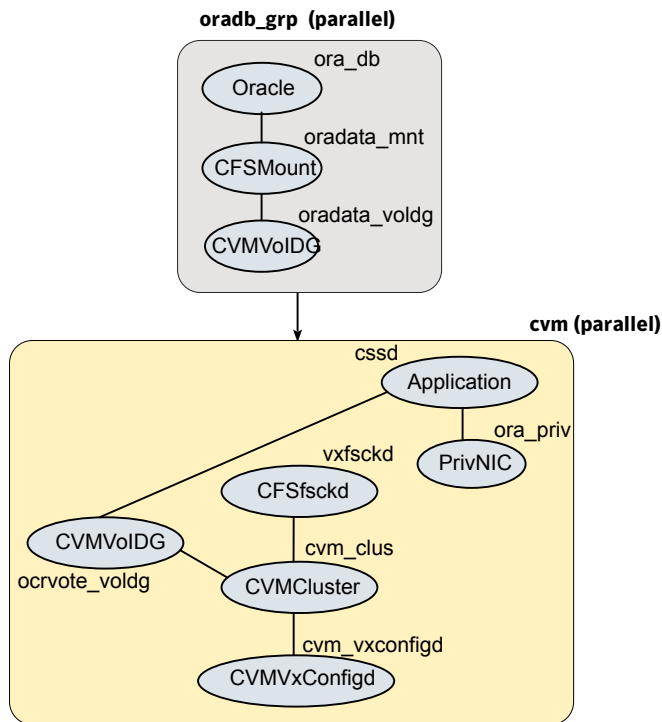 oradb_grp (parallel)
ora_db
Oracle
oradata_mnt
CFSMount
oradata_voldg
CVMVolDG
cvm (parallel)
cssd
Application
ora_priv
PrivNIC
vxfsckd
CFSfsckd
CVMVolDG
ocrvote_voldg
cvm_clus
CVMCluster
cvm_vxconfigd
CVMVxConfigd